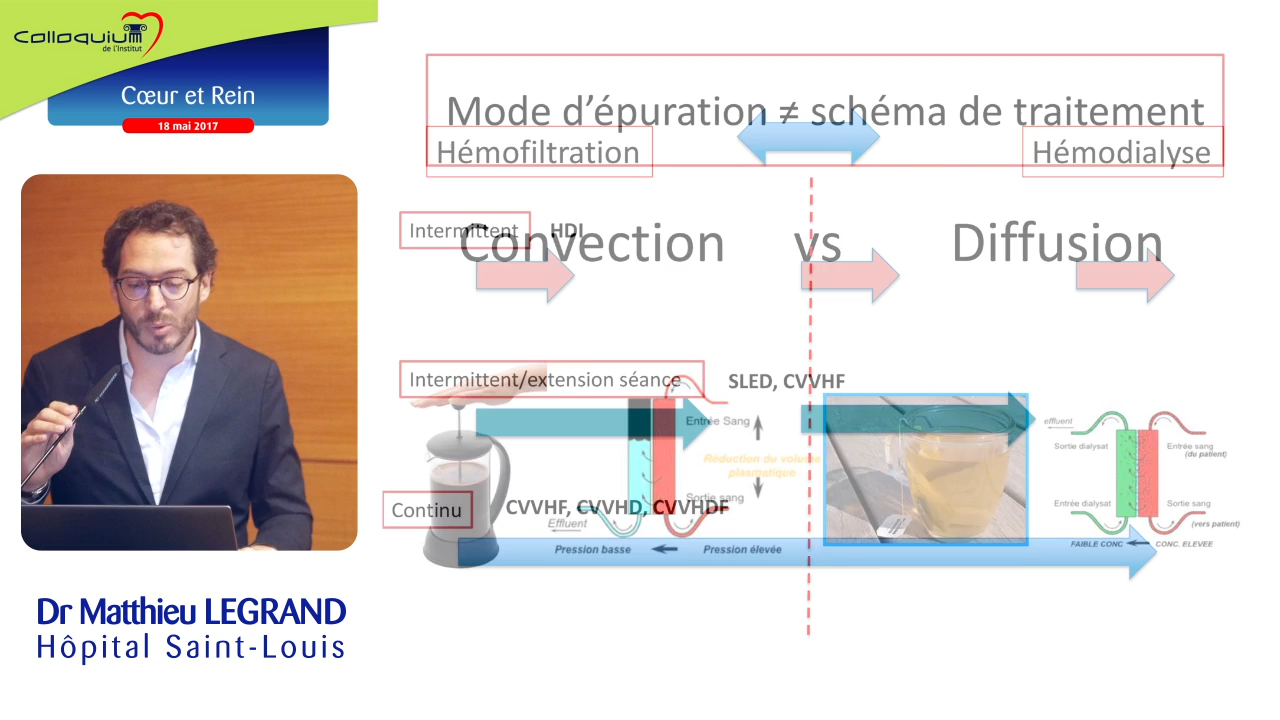 Colloquium
de l'Institut
Cœur et Rein
18 mai 2017
Dr Matthieu LEGRAND
Hôpital Saint-Louis
Mode d'épuration ≠ schéma de traitement
Hémofiltration
Hémodialyse
Intermittent
HDI
Convection vs Diffusion
Intermittent/extension séance
SLED, CVVHF
Entrée Sang
Réduction du volume
plasmatique
Sortie sang
Continu
CVVHF, CVVHD, CVVHDF
Effluent
Pression basse
Pression élevée
effluent
Sortie dialysat
Entrée sang
(du patient)
Entrée dialysat
Sortie sang
(vers patient)
FAIBLE CONC
CONC. ELEVEE